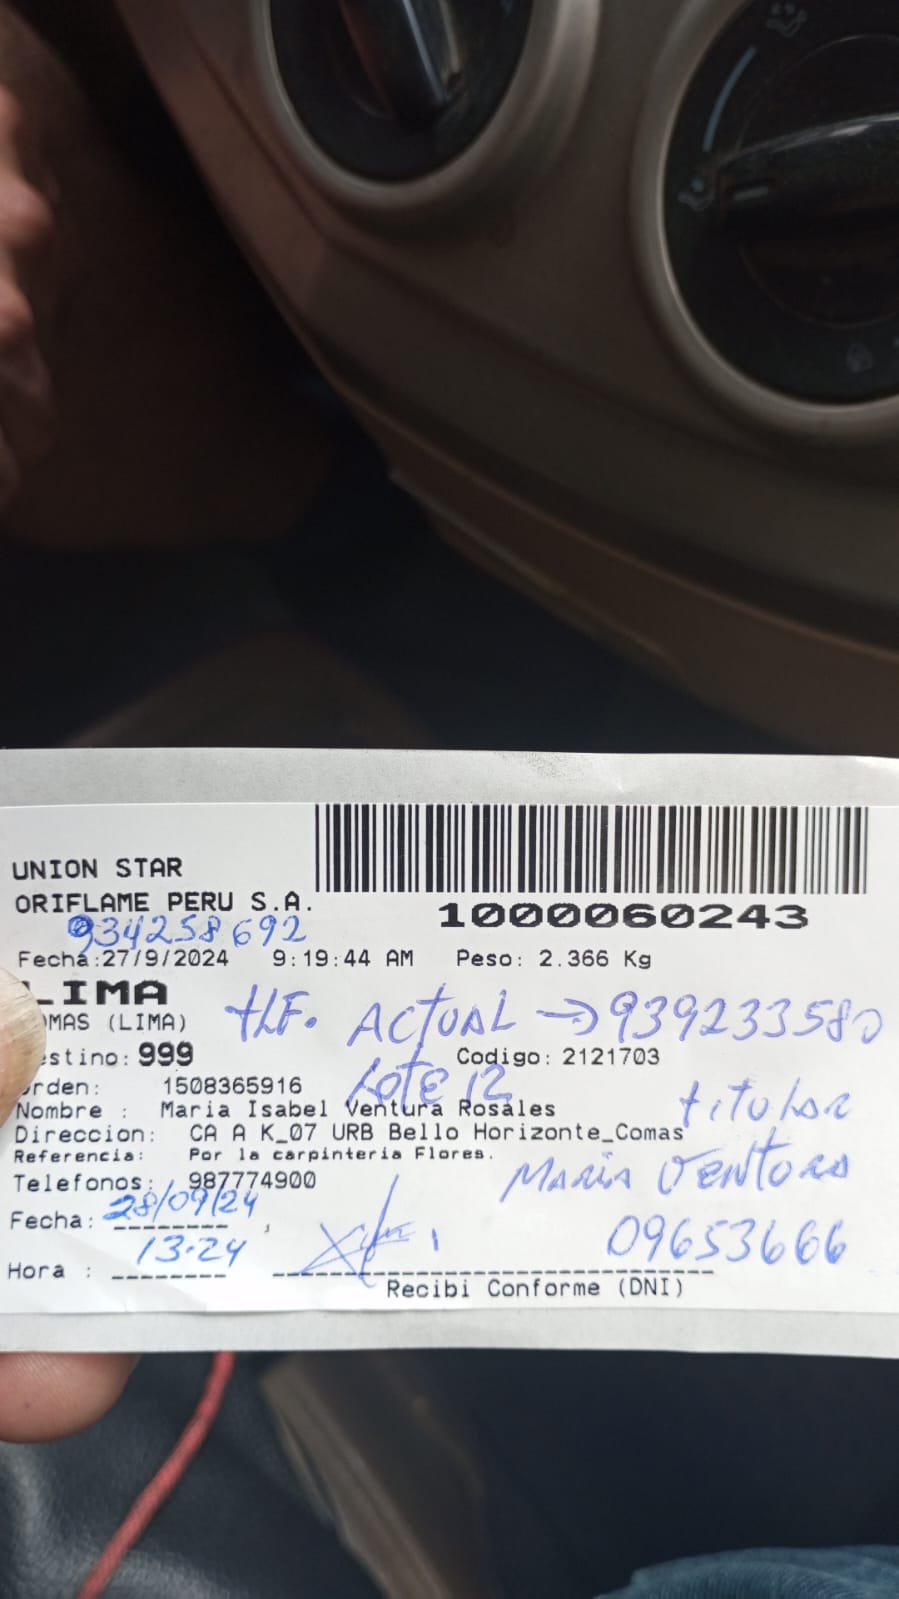 UNION STAR
ORIFLAME PERU S.A.
1000060243
934258692
Fecha:27/9/2024 9:19:44 AM Peso: 2.366 Kg
LIMA
OMAS (LIMA)
tLF. ACTUAL → 939233580
estino: 999 Codigo: 2121703
rden: 1508365916
LOTE 12
Nombre : Maria Isabel Ventura Rosales
titular
Direccion: CA A K_07 URB Bello Horizonte_Comas
Referencia: Por la carpinteria Flores.
MARIA VENTURA
Telefonos: 987774900
Fecha: 28/09/24
09653666
Hora : 13-24
Recibi Conforme (DNI)